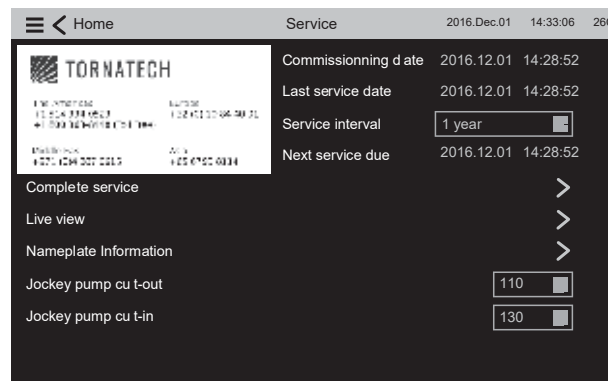 Home Service 2016.Dec.01 14:33:06 26
TORNATECH
Commissionning d ate 2016.12.01 14:28:52
Last service date 2016.12.01 14:28:52
Service interval 1 year
Next service due 2016.12.01 14:28:52
Complete service
Live view
Nameplate Information
Jockey pump cu t-out 110
Jockey pump cu t-in 130